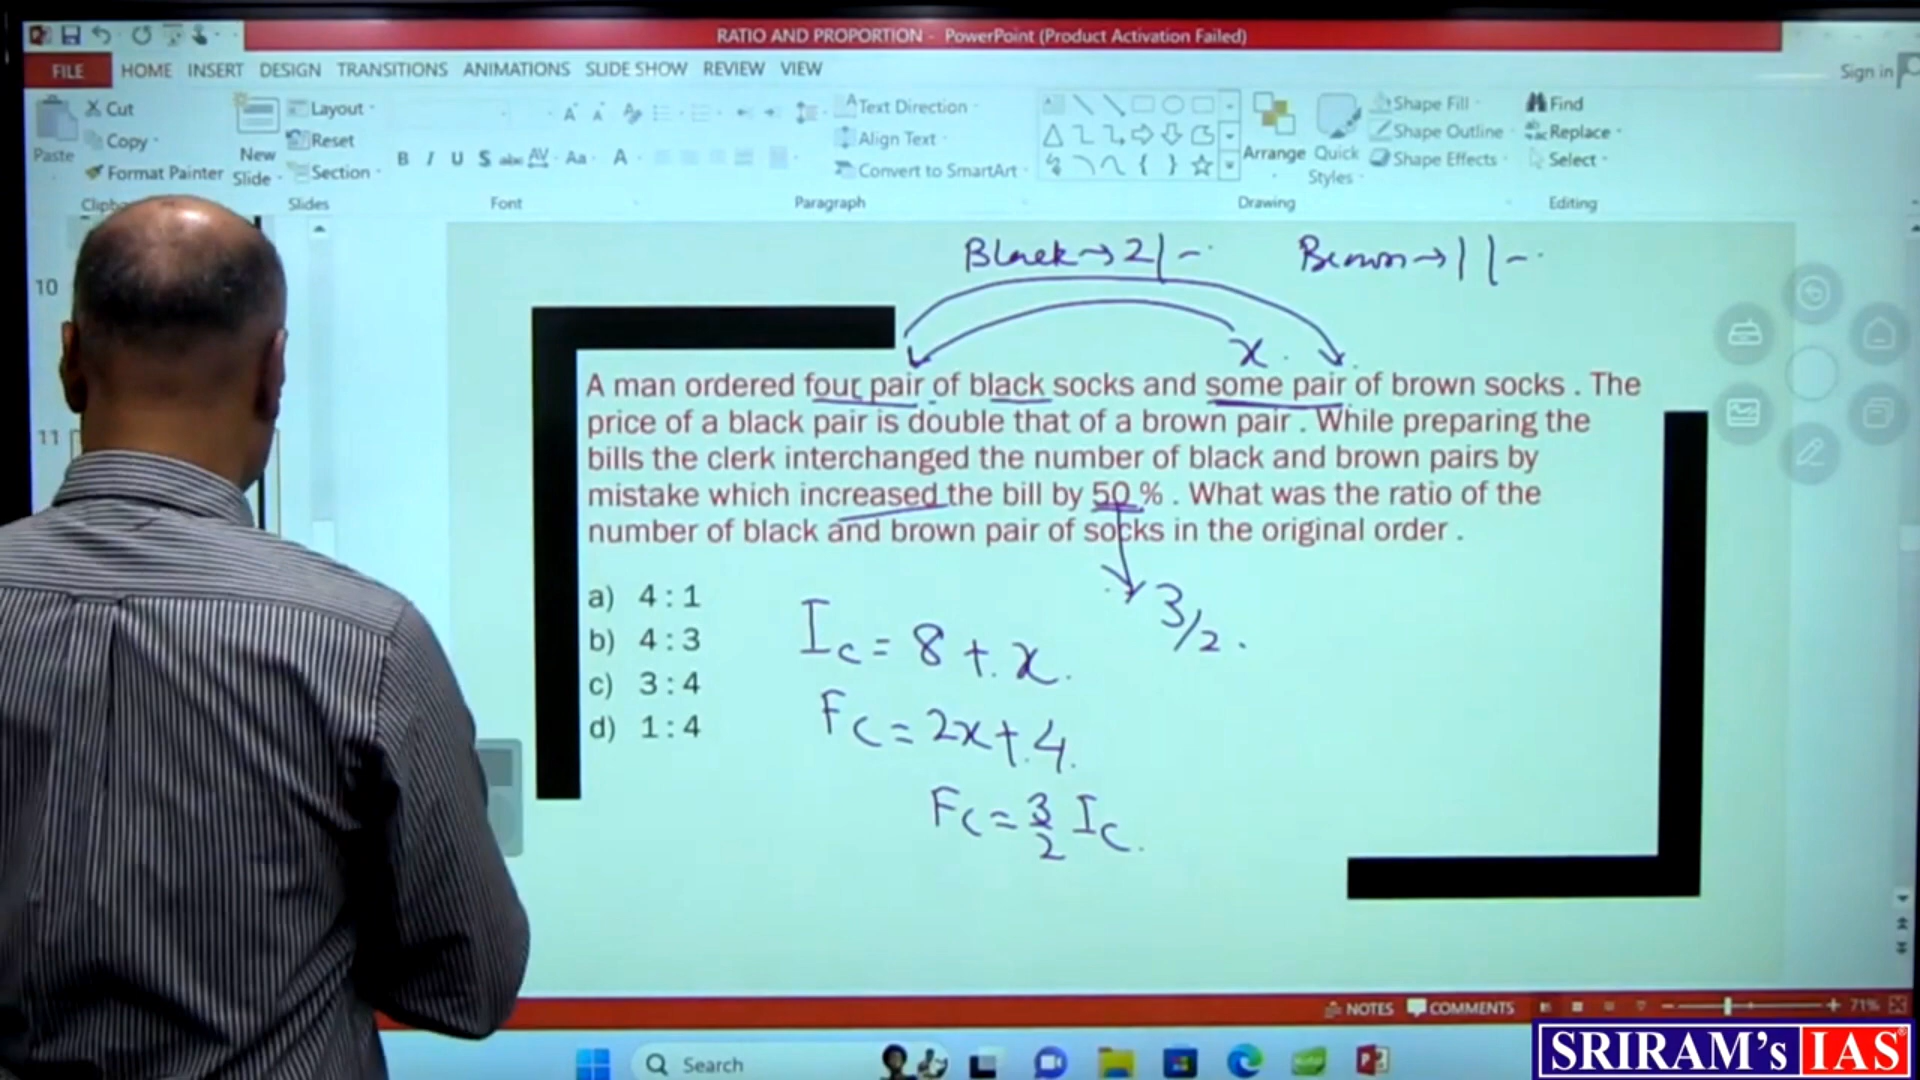 RATIO AND PROPORTION - PowerPoint (Product Activation Failed)
FILE HOME INSERT DESIGN TRANSITIONS ANIMATIONS SLIDE SHOW REVIEW VIEW
Sign in
Paste
Cut
Copy
Format Painter
New Slide
Layout
Reset
Section
B I U S abc AV Aa A
Text Direction
Align Text
Convert to SmartArt
Arrange
Quick Styles
Shape Fill
Shape Outline
Shape Effects
Find
Replace
Select
Slides Font Paragraph Drawing Editing
10
11
Black → 2/- Brown → 1/-
x
A man ordered four pair of black socks and some pair of brown socks . The
price of a black pair is double that of a brown pair . While preparing the
bills the clerk interchanged the number of black and brown pairs by
mistake which increased the bill by 50 % . What was the ratio of the
number of black and brown pair of socks in the original order .
a) 4 : 1
b) 4 : 3
c) 3 : 4
d) 1 : 4
3/2
Ic = 8 + x
Fc = 2x + 4
Fc = 3/2 Ic
NOTES COMMENTS 71%
Search
SRIRAM's IAS